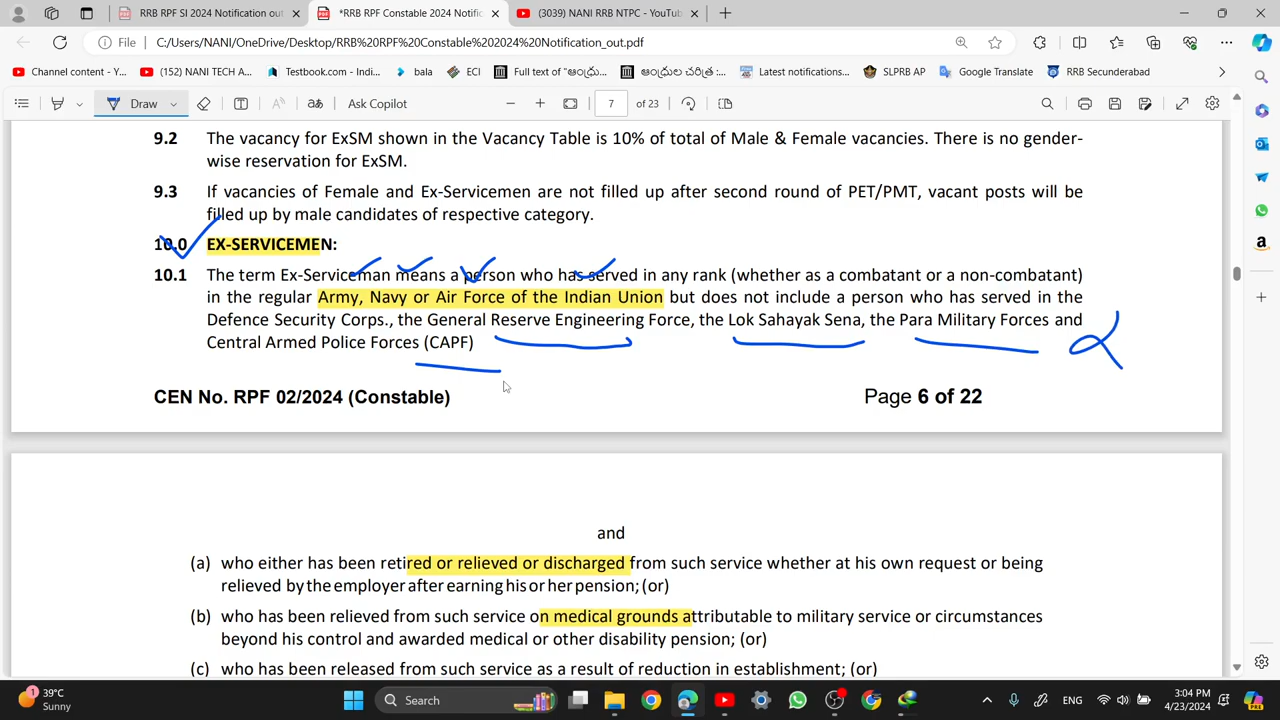 RRB RPF SI 2024 Notification out
*RRB RPF Constable 2024 Notific
(3039) NANI RRB NTPC - YouTub
File
C:/Users/NANI/OneDrive/Desktop/RRB%20RPF%20Constable%202024%20Notification_out.pdf
Channel content - Y...
(152) NANI TECH A...
Testbook.com - Indi...
bala
ECI
Full text of "ఆంధ్రు...
ఆంధ్రుల చరిత్ర :...
Latest notifications...
SLPRB AP
Google Translate
RRB Secunderabad
Draw
Ask Copilot
7 of 23
9.2 The vacancy for ExSM shown in the Vacancy Table is 10% of total of Male & Female vacancies. There is no gender-
wise reservation for ExSM.
9.3 If vacancies of Female and Ex-Servicemen are not filled up after second round of PET/PMT, vacant posts will be
filled up by male candidates of respective category.
10.0 EX-SERVICEMEN:
10.1 The term Ex-Serviceman means a person who has served in any rank (whether as a combatant or a non-combatant)
in the regular Army, Navy or Air Force of the Indian Union but does not include a person who has served in the
Defence Security Corps., the General Reserve Engineering Force, the Lok Sahayak Sena, the Para Military Forces and
Central Armed Police Forces (CAPF)
CEN No. RPF 02/2024 (Constable) Page 6 of 22
and
(a) who either has been retired or relieved or discharged from such service whether at his own request or being
relieved by the employer after earning his or her pension; (or)
(b) who has been relieved from such service on medical grounds attributable to military service or circumstances
beyond his control and awarded medical or other disability pension; (or)
(c) who has been released from such service as a result of reduction in establishment; (or)
1
39°C
Sunny
Search
ENG
3:04 PM
4/23/2024